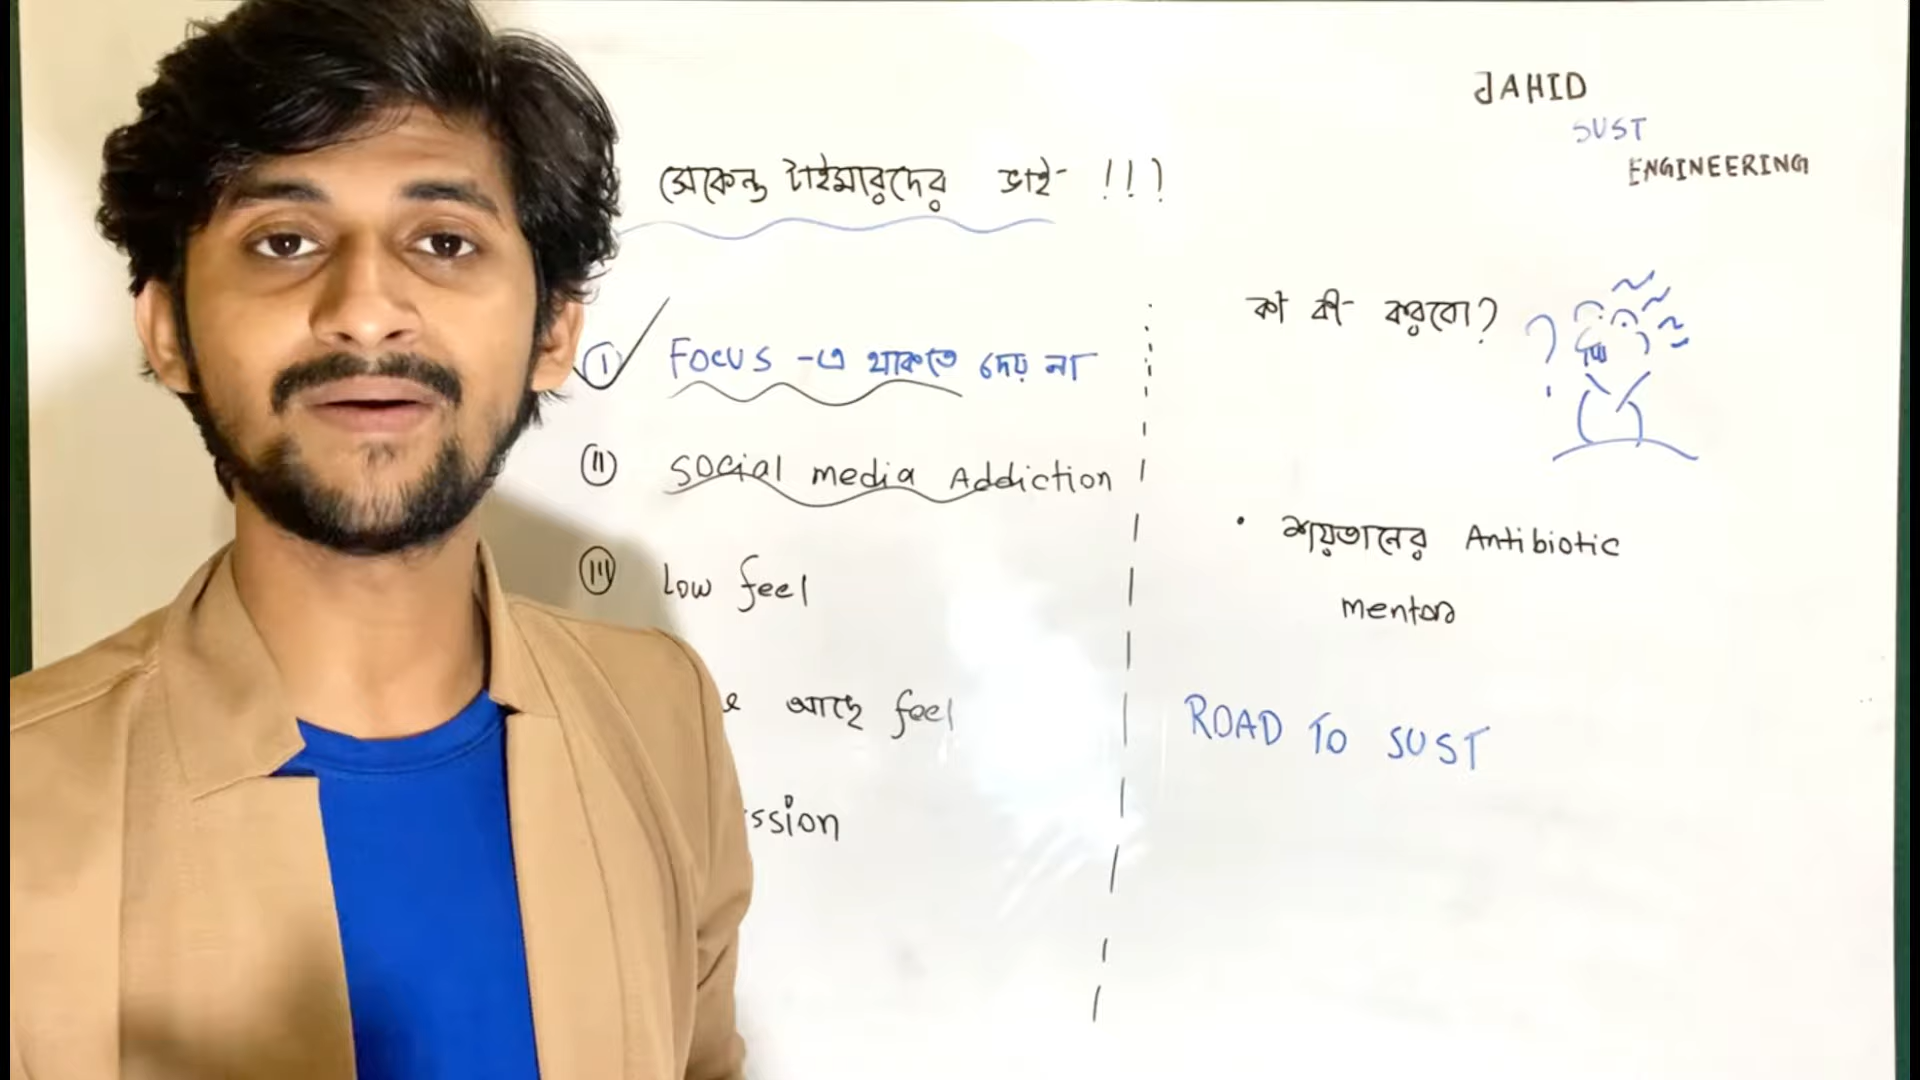 JAHID
SUST
ENGINEERING
সেকেন্ড টাইমারদের ভাই- !!!
I Focus -এ থাকতে দেয় না
II social media Addiction
III Low feel
আছে feel
ssion
কী করবো?
• শয়তানের Antibiotic
mentor
ROAD TO SUST